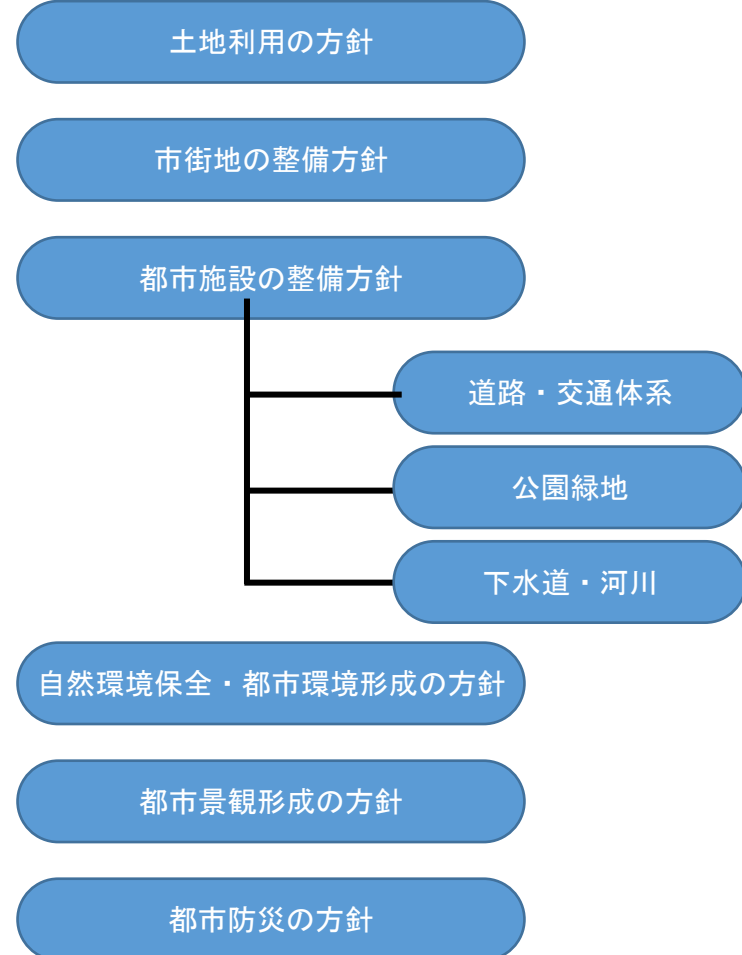 土地利用の方針
市街地の整備方針
都市施設の整備方針
道路・交通体系
公園緑地
下水道・河川
自然環境保全・都市環境形成の方針
都市景観形成の方針
都市防災の方針